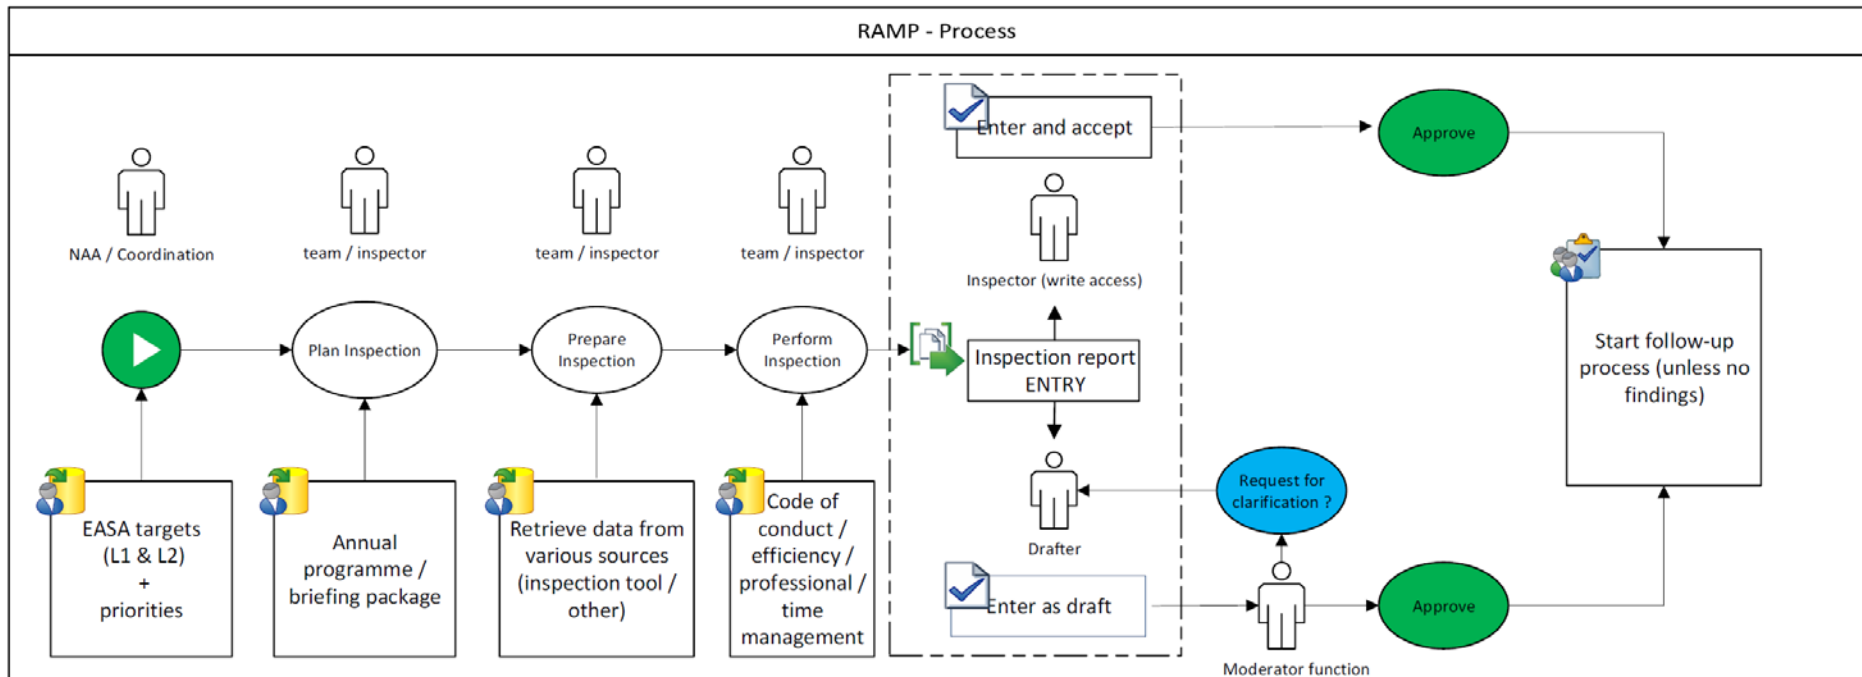 RAMP - Process
NAA / Coordination
team / inspector
team / inspector
team / inspector
Plan Inspection
Prepare
Inspection
Perform
Inspection
EASA targets
(L1 & L2)
+
priorities
Annual
programme /
briefing package
Retrieve data from
various sources
(inspection tool /
other)
Code of
conduct /
efficiency /
professional /
time
management
Enter and accept
Inspector (write access)
Inspection report
ENTRY
Drafter
Enter as draft
Request for
clarification ?
Moderator function
Approve
Approve
Start follow-up
process (unless no
findings)